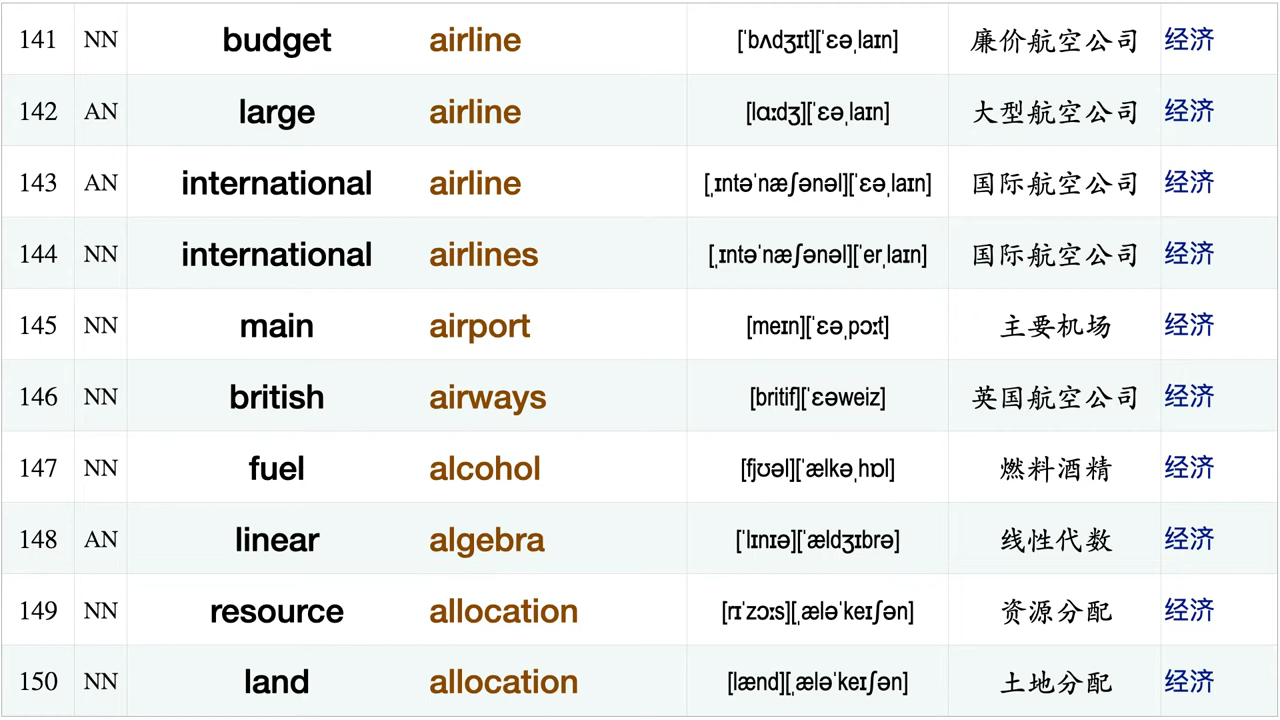 141 NN budget airline [ˈbʌdʒɪt][ˈɛəˌlaɪn] 廉价航空公司 经济
142 AN large airline [lɑːdʒ][ˈɛəˌlaɪn] 大型航空公司 经济
143 AN international airline [ˌɪntəˈnæʃənəl][ˈɛəˌlaɪn] 国际航空公司 经济
144 NN international airlines [ˌɪntəˈnæʃənəl][ˈerˌlaɪn] 国际航空公司 经济
145 NN main airport [meɪn][ˈɛəˌpɔːt] 主要机场 经济
146 NN british airways [britif][ˈɛəweiz] 英国航空公司 经济
147 NN fuel alcohol [fjʊəl][ˈælkəˌhɒl] 燃料酒精 经济
148 AN linear algebra [ˈlɪnɪə][ˈældʒɪbrə] 线性代数 经济
149 NN resource allocation [rɪˈzɔːs][ˌæləˈkeɪʃən] 资源分配 经济
150 NN land allocation [lænd][ˌæləˈkeɪʃən] 土地分配 经济